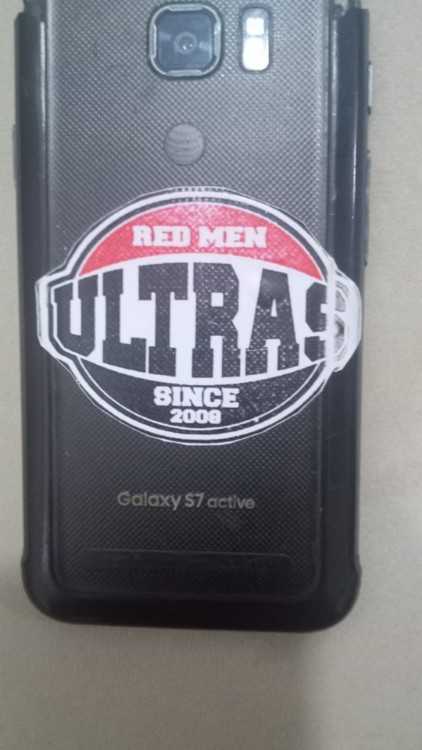 RED MEN
ULTRAS
SINCE
2008
Galaxy S7 active